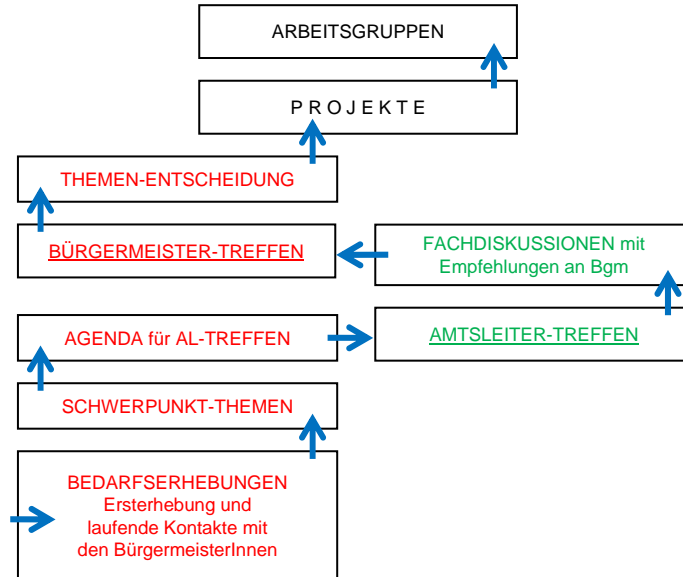 ARBEITSGRUPPEN
P R O J E K T E
THEMEN-ENTSCHEIDUNG
BÜRGERMEISTER-TREFFEN
FACHDISKUSSIONEN mit
Empfehlungen an Bgm
AGENDA für AL-TREFFEN
AMTSLEITER-TREFFEN
SCHWERPUNKT-THEMEN
BEDARFSERHEBUNGEN
Ersterhebung und
laufende Kontakte mit
den BürgermeisterInnen